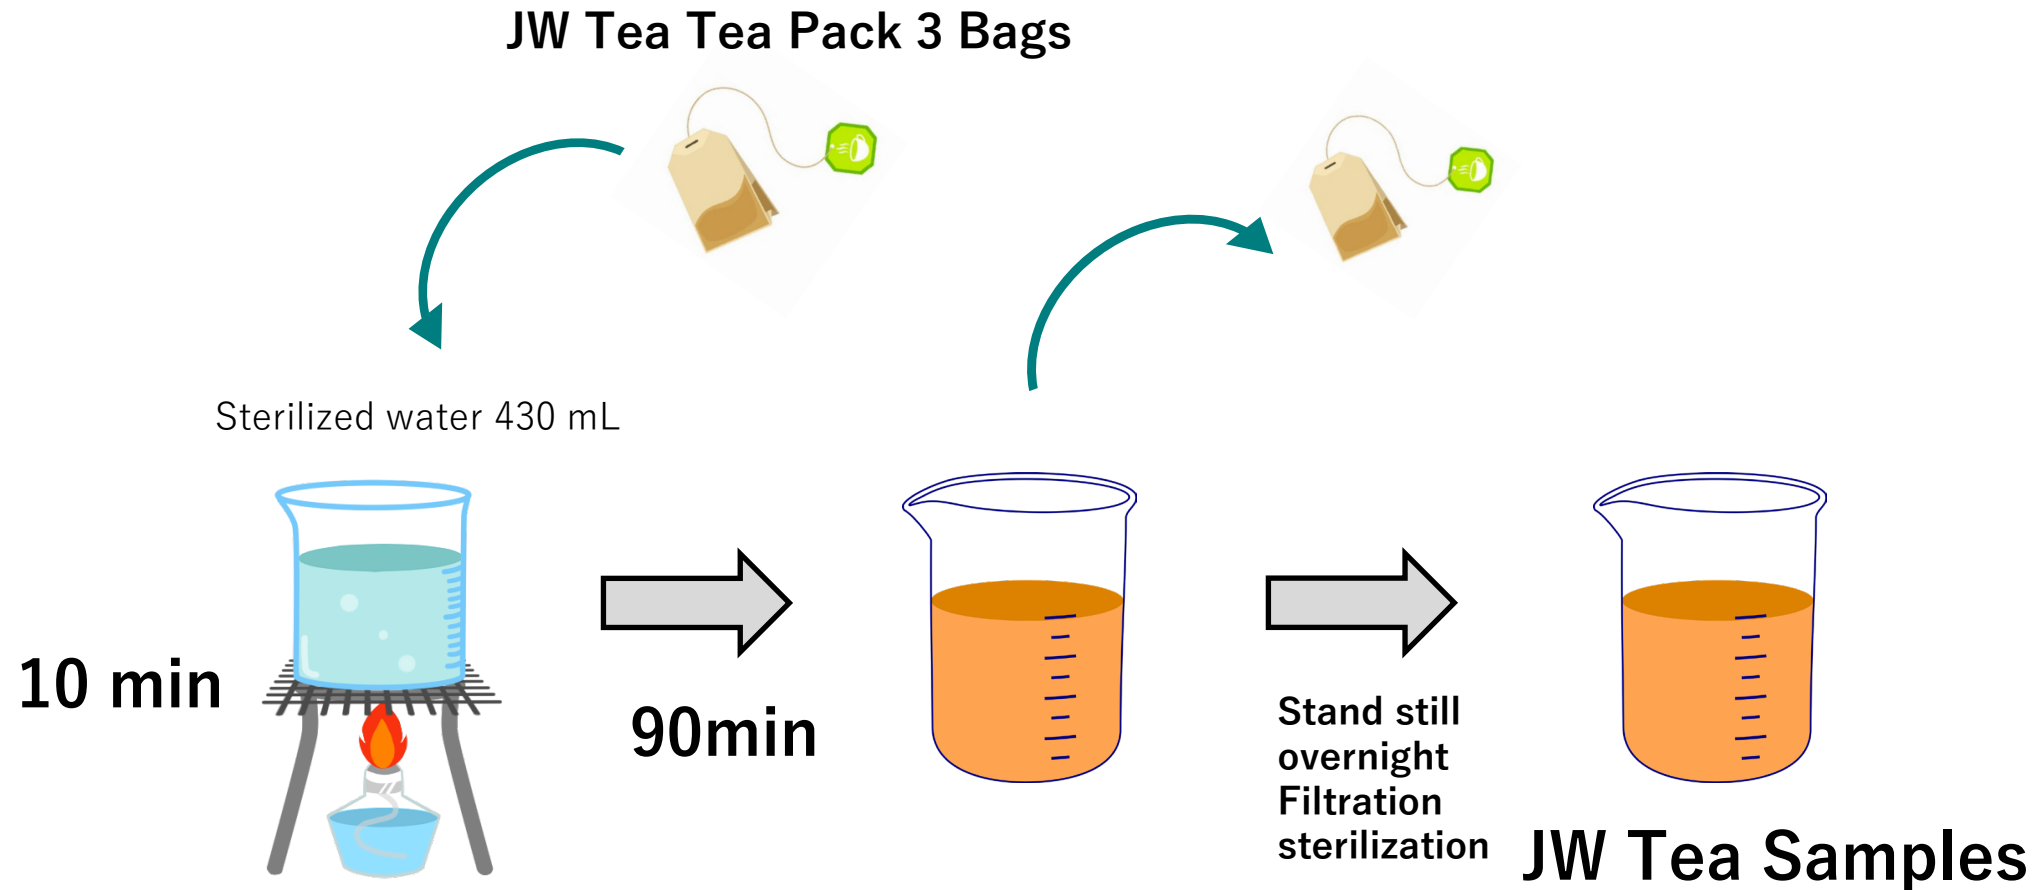 JW Tea Tea Pack 3 Bags
Sterilized water 430 mL
10 min
90min
Stand still
overnight
Filtration
sterilization
JW Tea Samples